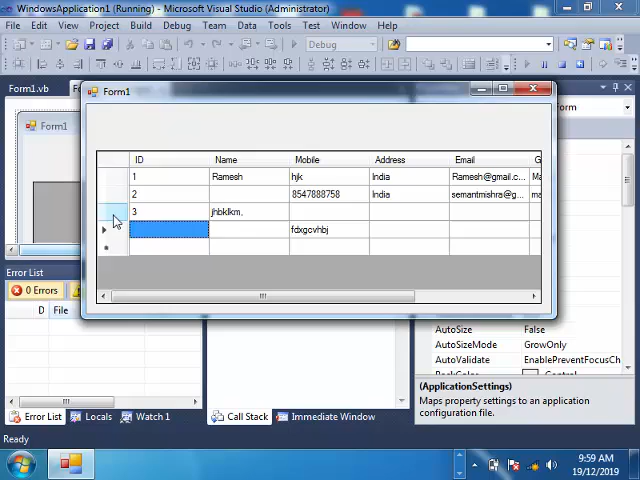 WindowsApplication1 (Running) - Microsoft Visual Studio (Administrator)
File Edit View Project Build Debug Team Data Tools Test Window Help
Debug
Form1.vb
Form1
Form1
ID Name Mobile Address Email
1 Ramesh hjk India Ramesh@gmail.c...
2 8547888758 India semantmishra@g...
3 jhbklkm,
fdxgcvhbj
*
Error List
0 Errors
File
AutoSize False
AutoSizeMode GrowOnly
AutoValidate EnablePreventFocusCh
(ApplicationSettings)
Maps property settings to an application
configuration file.
Error List Locals Watch 1 Call Stack Immediate Window
Ready
9:59 AM
19/12/2019